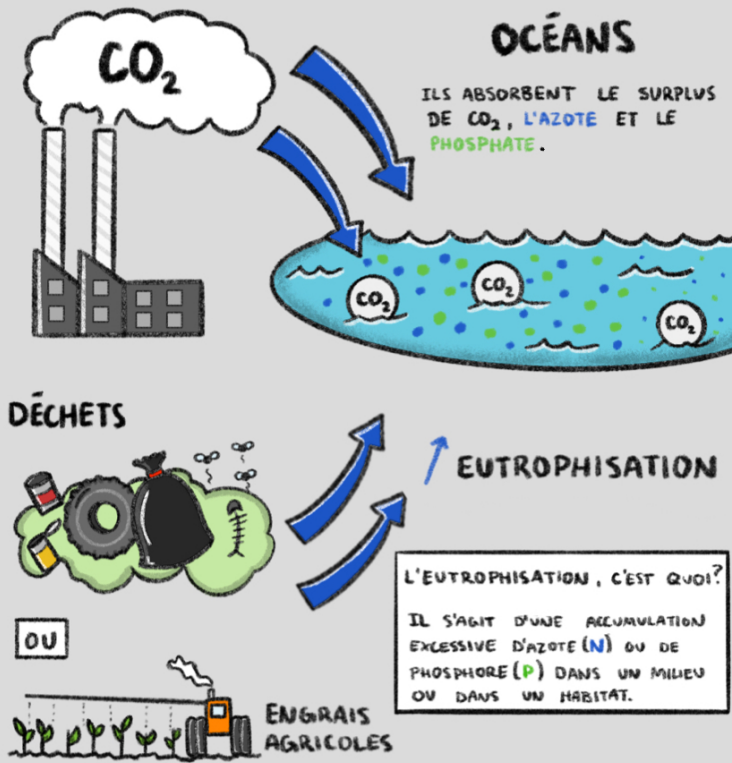 CO₂
OCÉANS
ILS ABSORBENT LE SURPLUS
DE CO₂, L'AZOTE ET LE
PHOSPHATE.
CO₂
CO₂
CO₂
DÉCHETS
EUTROPHISATION
L'EUTROPHISATION, C'EST QUOI?
IL S'AGIT D'UNE ACCUMULATION
EXCESSIVE D'AZOTE (N) OU DE
PHOSPHORE (P) DANS UN MILIEU
OU DANS UN HABITAT.
OU
ENGRAIS
AGRICOLES